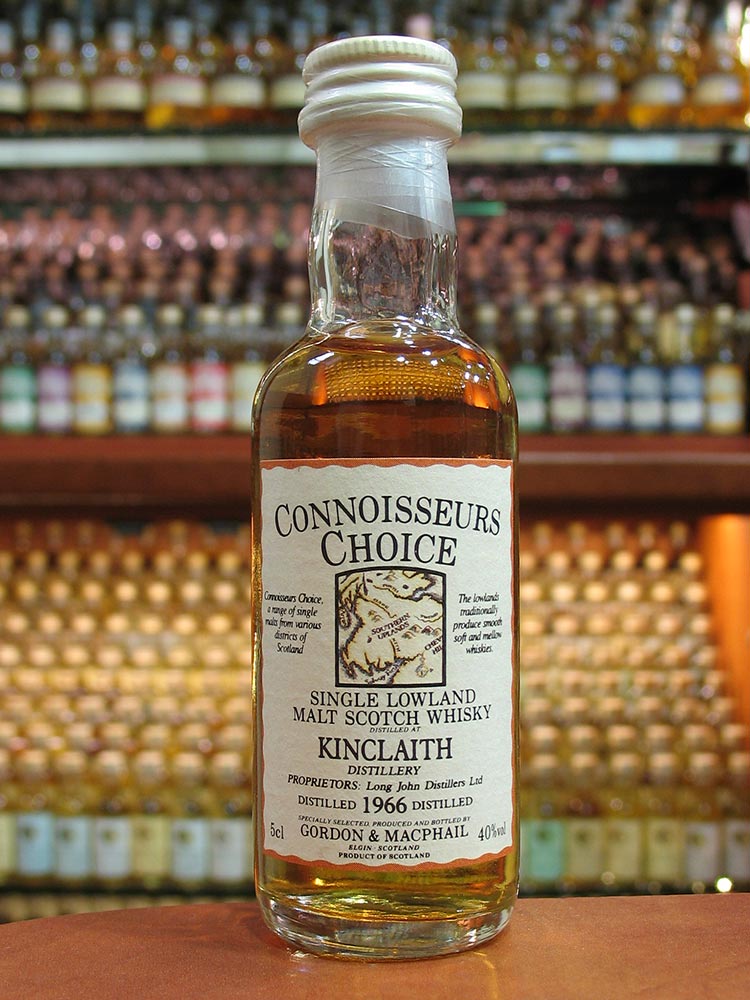 CONNOISSEURS
CHOICE
Connoisseurs Choice,
a range of single
malts from various
districts of
Scotland
The lowlands
traditionally
produce smooth
soft and mellow
whiskies.
SOUTHERN
UPLANDS
SINGLE LOWLAND
MALT SCOTCH WHISKY
DISTILLED AT
KINCLAITH
DISTILLERY
PROPRIETORS: Long John Distillers Ltd
DISTILLED 1966 DISTILLED
SPECIALLY SELECTED, PRODUCED AND BOTTLED BY
5cl GORDON & MACPHAIL 40%vol
ELGIN · SCOTLAND
PRODUCT OF SCOTLAND